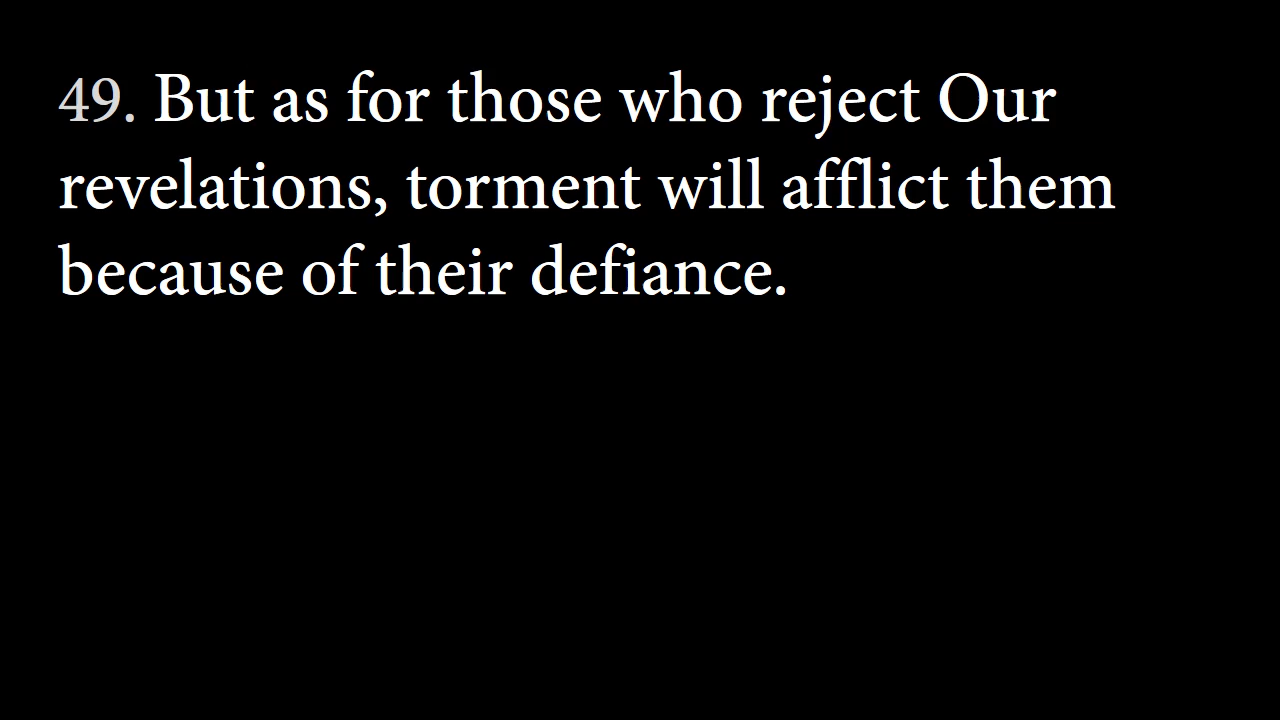 49. But as for those who reject Our
revelations, torment will afflict them
because of their defiance.